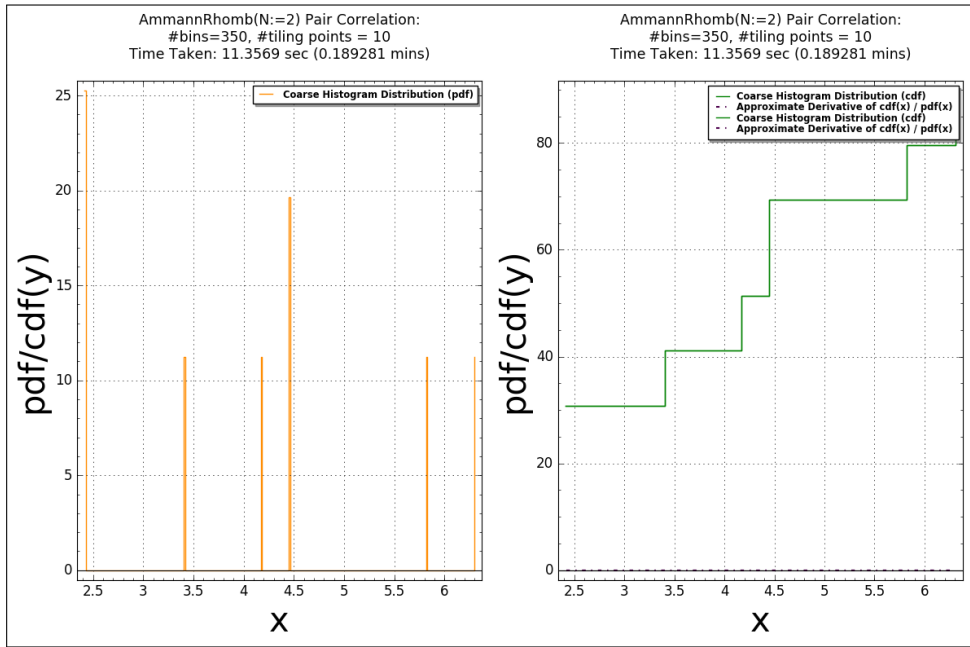 AmmannRhomb(N:=2) Pair Correlation:
#bins=350, #tiling points = 10
Time Taken: 11.3569 sec (0.189281 mins)
Coarse Histogram Distribution (pdf)
25
20
15
10
5
0
pdf/cdf(y)
2.5 3 3.5 4 4.5 5 5.5 6
x
AmmannRhomb(N:=2) Pair Correlation:
#bins=350, #tiling points = 10
Time Taken: 11.3569 sec (0.189281 mins)
Coarse Histogram Distribution (cdf)
Approximate Derivative of cdf(x) / pdf(x)
Coarse Histogram Distribution (cdf)
Approximate Derivative of cdf(x) / pdf(x)
80
60
40
20
0
pdf/cdf(y)
2.5 3 3.5 4 4.5 5 5.5 6
x